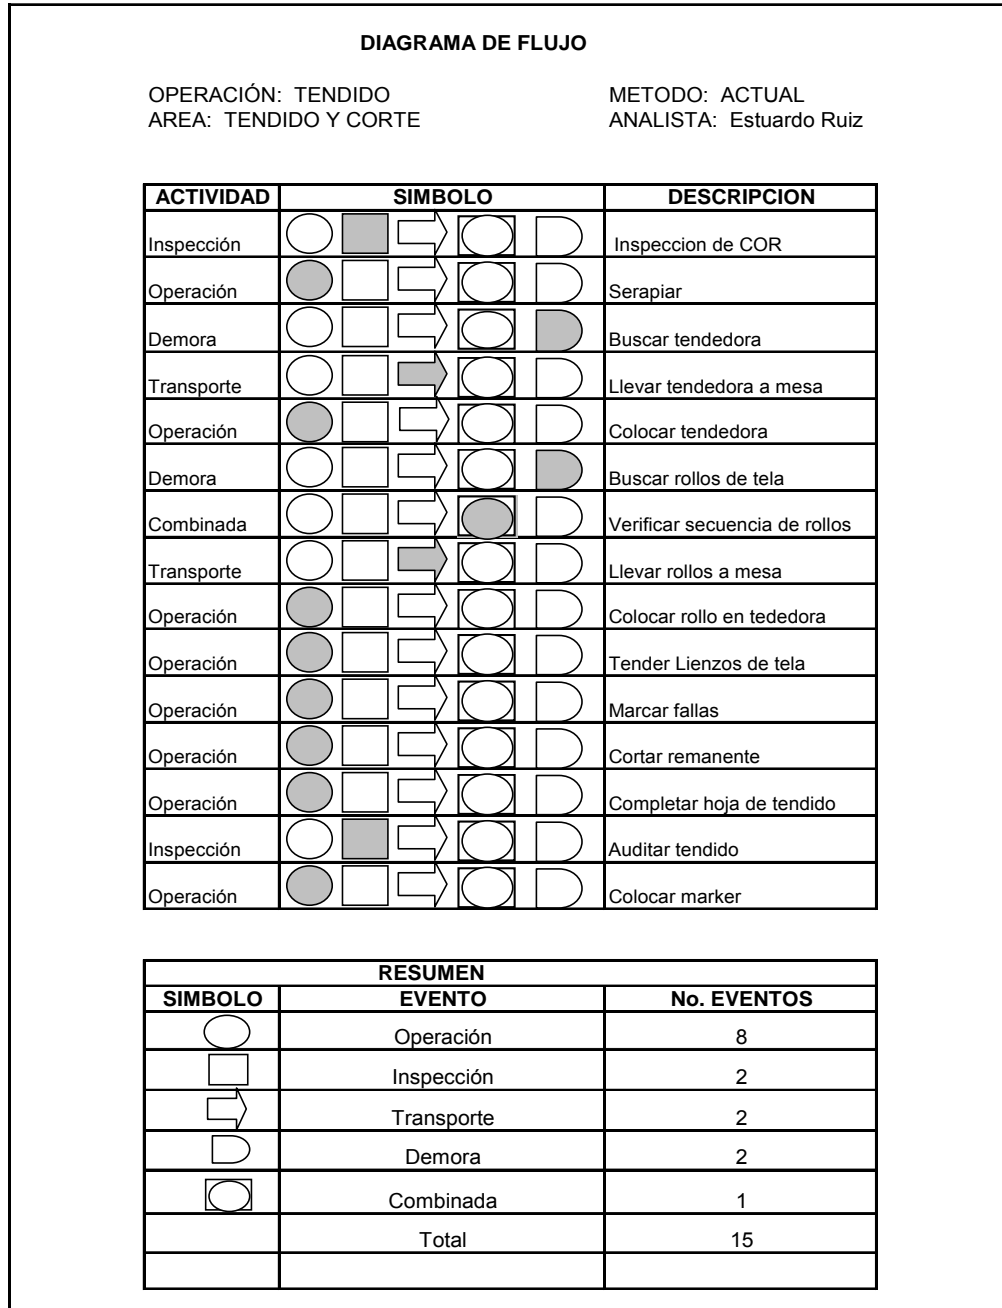 DIAGRAMA DE FLUJO
OPERACIÓN: TENDIDO METODO: ACTUAL
AREA: TENDIDO Y CORTE ANALISTA: Estuardo Ruiz
ACTIVIDAD SIMBOLO DESCRIPCION
Inspección Inspeccion de COR
Operación Serapiar
Demora Buscar tendedora
Transporte Llevar tendedora a mesa
Operación Colocar tendedora
Demora Buscar rollos de tela
Combinada Verificar secuencia de rollos
Transporte Llevar rollos a mesa
Operación Colocar rollo en tededora
Operación Tender Lienzos de tela
Operación Marcar fallas
Operación Cortar remanente
Operación Completar hoja de tendido
Inspección Auditar tendido
Operación Colocar marker
RESUMEN
SIMBOLO EVENTO No. EVENTOS
Operación 8
Inspección 2
Transporte 2
Demora 2
Combinada 1
Total 15